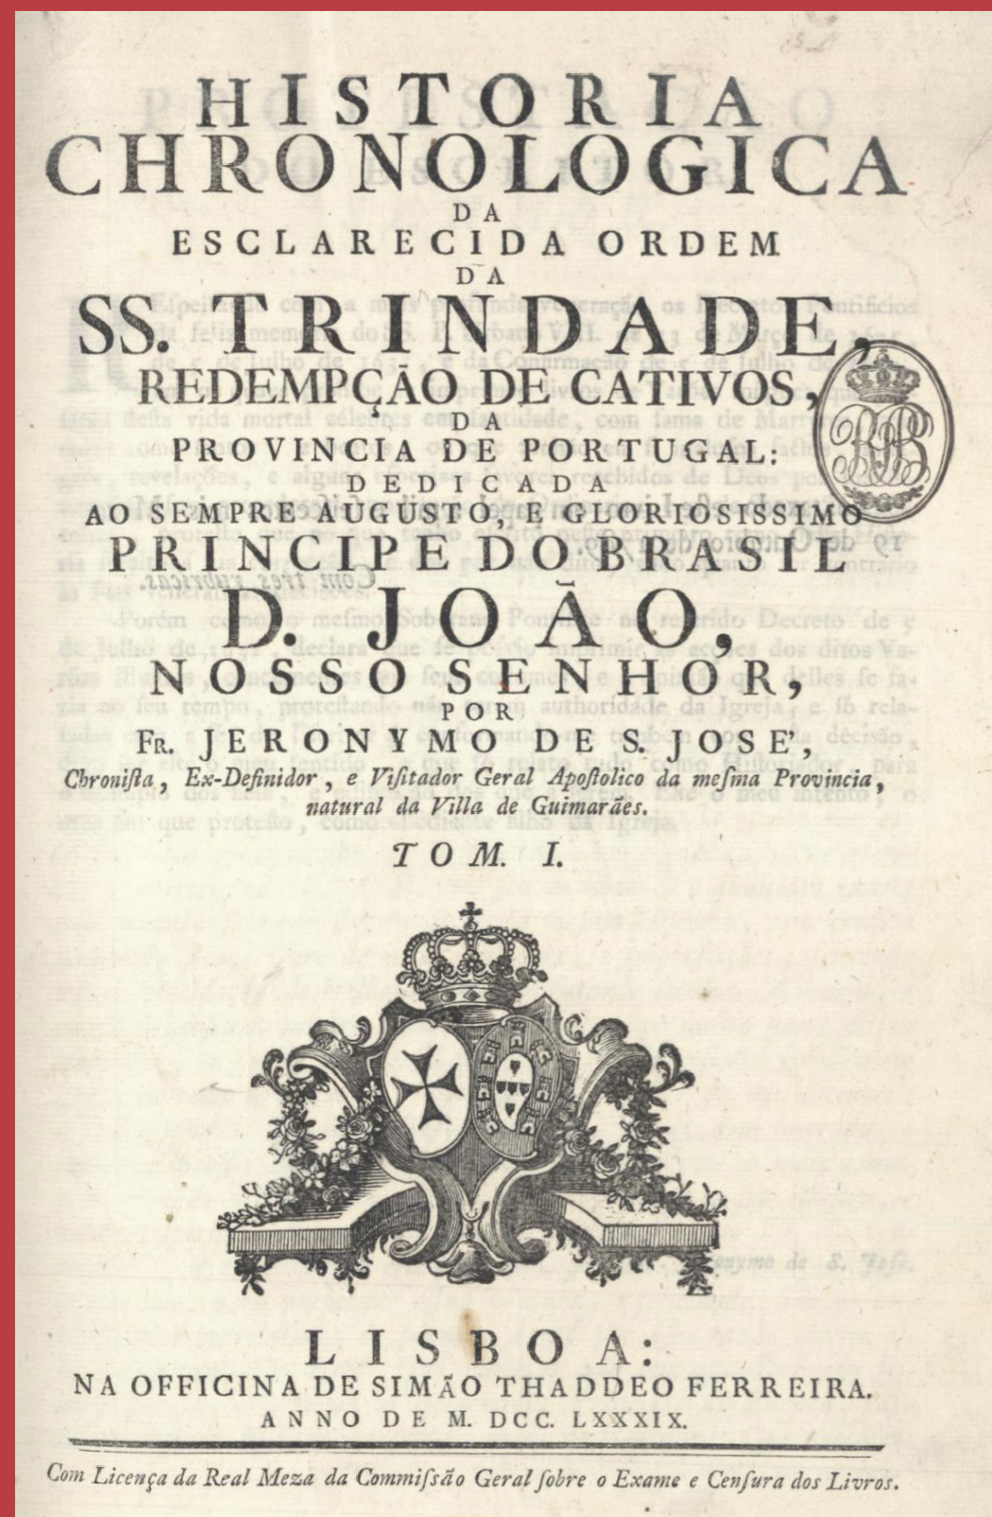 HISTORIA
CHRONOLOGICA
DA
ESCLARECIDA ORDEM
DA
SS. TRINDADE,
REDEMPÇÃO DE CATIVOS,
DA
PROVINCIA DE PORTUGAL:
DEDICADA
AO SEMPRE AUGUSTO, E GLORIOSISSIMO
PRINCIPE DO BRASIL
D. JOÃO,
NOSSO SENHOR,
POR
FR. JERONYMO DE S. JOSE',
Chroniſta, Ex-Definidor, e Viſitador Geral Apoſtolico da meſma Provincia,
natural da Villa de Guimarães.
TOM. I.
LISBOA:
NA OFFICINA DE SIMÃO THADDEO FERREIRA.
ANNO DE M. DCC. LXXXIX.
Com Licença da Real Meza da Commiſsão Geral ſobre o Exame e Cenſura dos Livros.